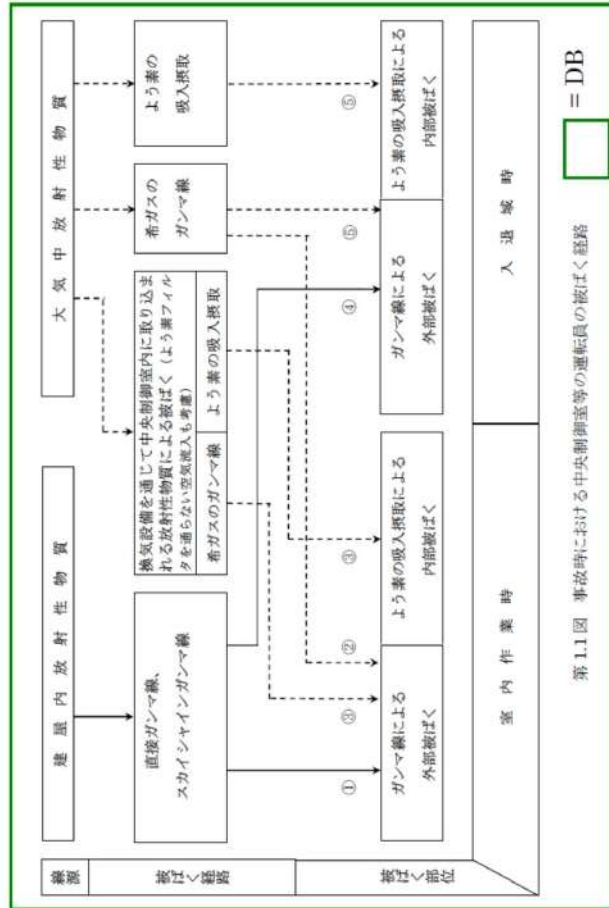 線源
建屋内放射性物質
大気中放射性物質
被ばく経路
直接ガンマ線、
スカイシャインガンマ線
換気設備を通じて中央制御室内に取り込ま
れる放射性物質による被ばく（よう素フィル
タを通らない空気流入も考慮）
希ガスのガンマ線
よう素の吸入摂取
希ガスの
ガンマ線
よう素の
吸入摂取
①
③
②
③
④
⑤
⑤
被ばく部位
ガンマ線による
外部被ばく
よう素の吸入摂取による
内部被ばく
ガンマ線による
外部被ばく
よう素の吸入摂取による
内部被ばく
室内作業時
入退域時
第1.1図 事故時における中央制御室等の運転員の被ばく経路
= DB